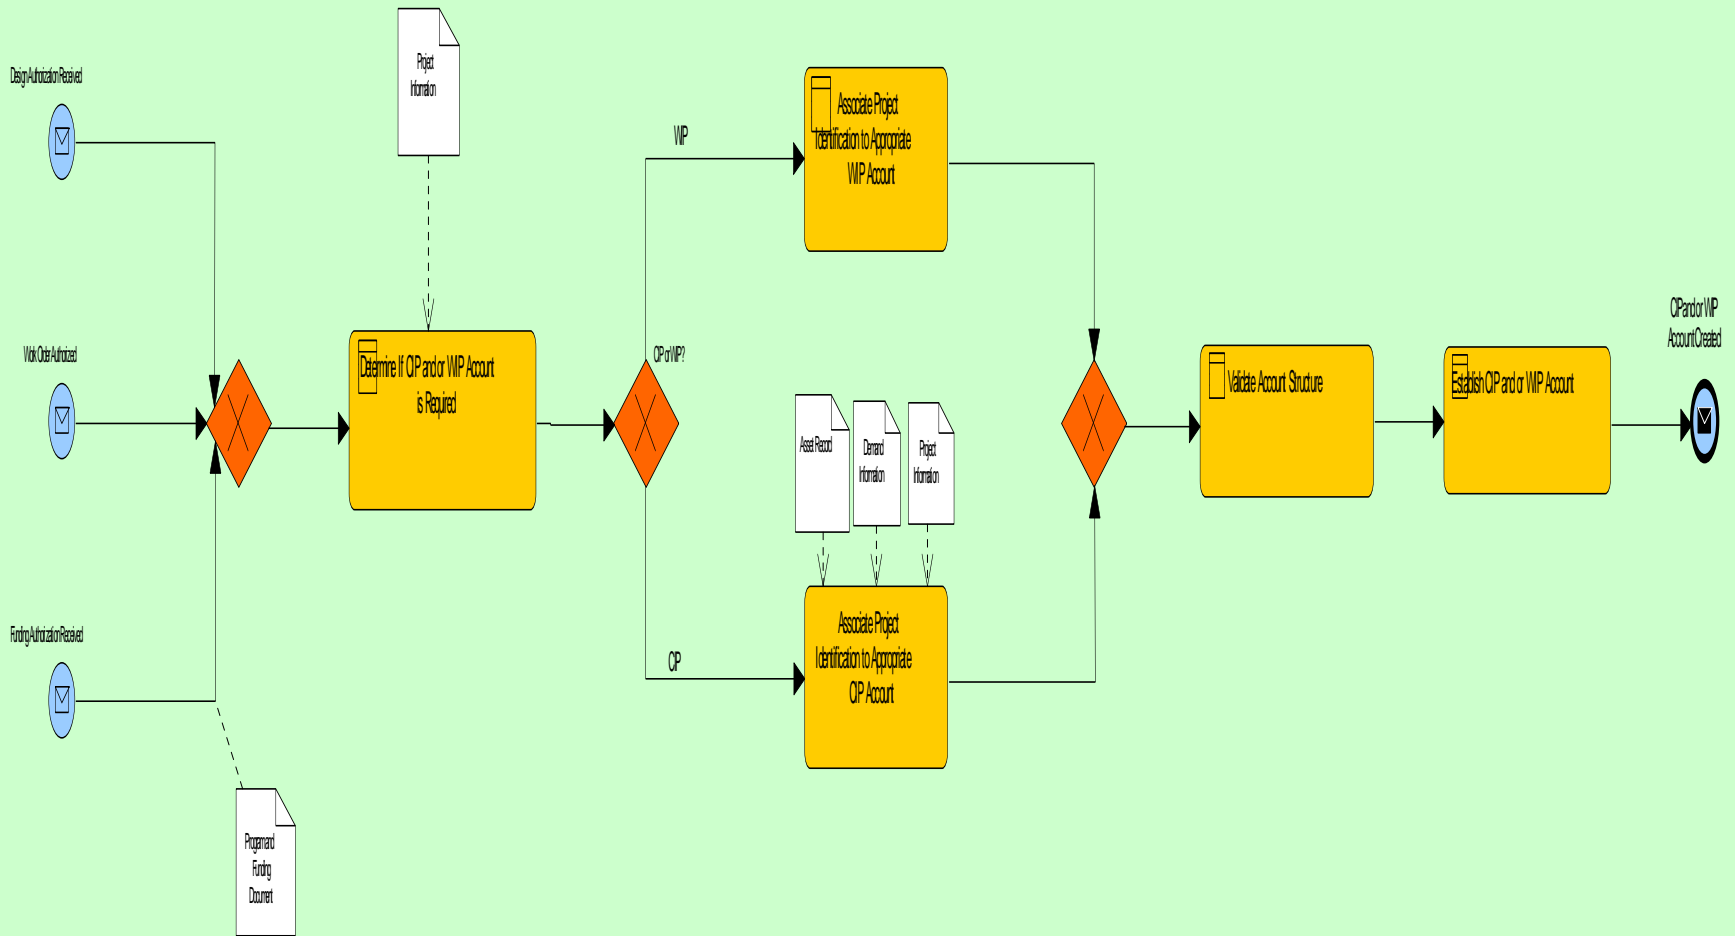 Design Authorization Received
Work Order Authorized
Funding Authorization Received
Program and
Funding
Document
Project
Information
Determine If CIP and or WIP Account
is Required
CIP or WIP?
WIP
CIP
Associate Project
Identification to Appropriate
WIP Account
Asset Record
Demand
Information
Project
Information
Associate Project
Identification to Appropriate
CIP Account
Validate Account Structure
Establish CIP and or WIP Account
CIP and or WIP
Account Created